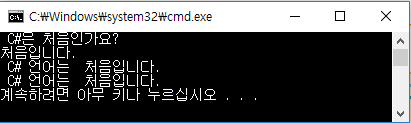 C:₩Windows₩system32₩cmd.exe
C#은 처음인가요?
처음입니다.
C# 언어는  처음입니다.
C# 언어는  처음입니다.
계속하려면 아무 키나 누르십시오 . . .